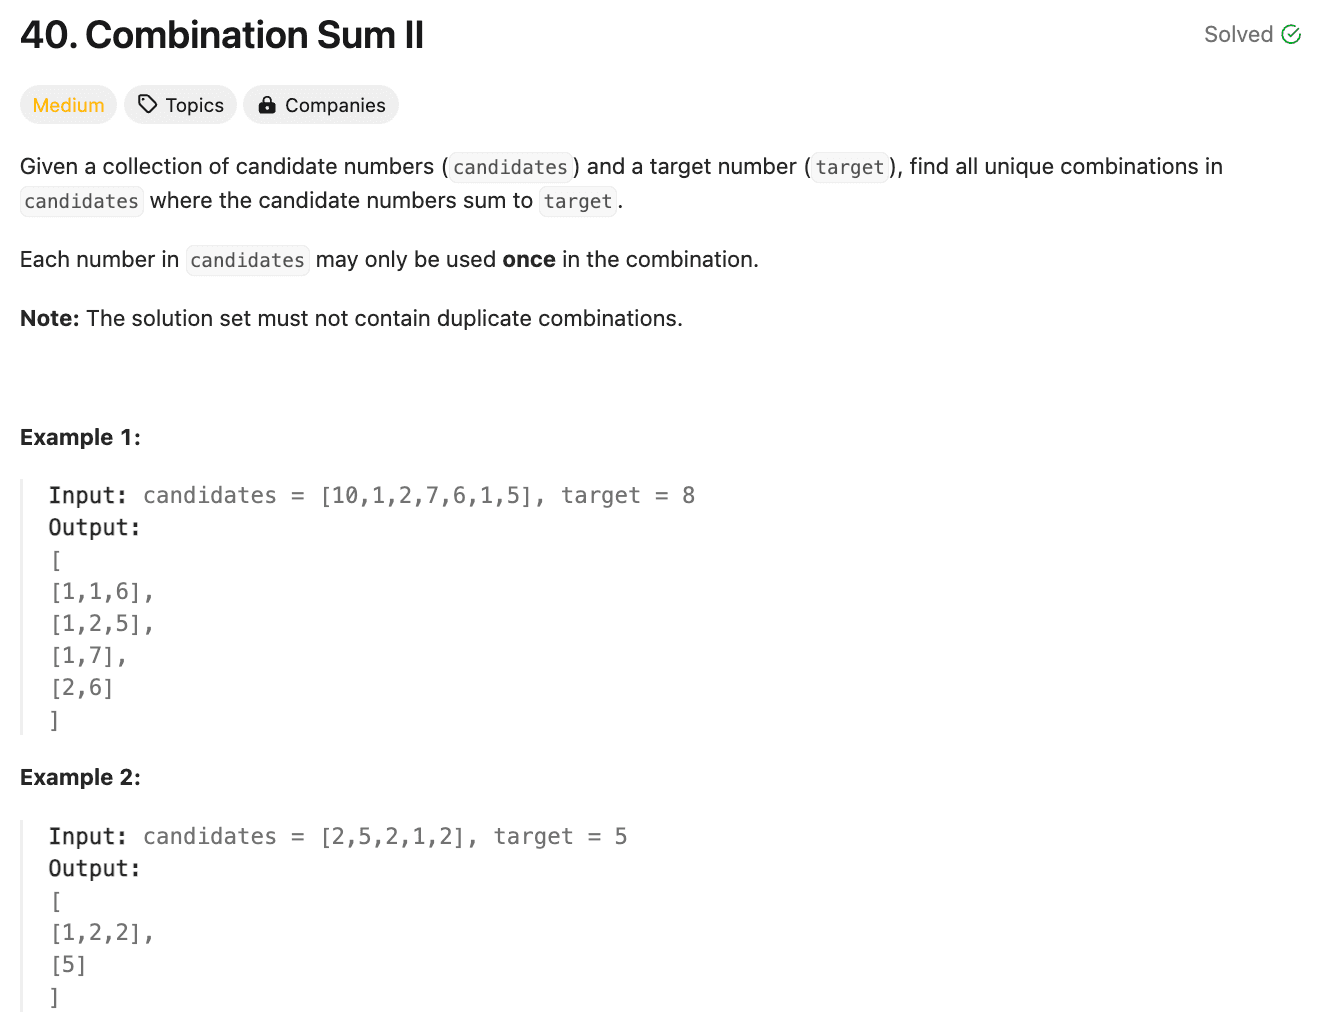 40. Combination Sum II
Solved
Medium Topics Companies
Given a collection of candidate numbers (candidates) and a target number (target), find all unique combinations in
candidates where the candidate numbers sum to target.
Each number in candidates may only be used once in the combination.
Note: The solution set must not contain duplicate combinations.
Example 1:
Input: candidates = [10,1,2,7,6,1,5], target = 8
Output:
[
[1,1,6],
[1,2,5],
[1,7],
[2,6]
]
Example 2:
Input: candidates = [2,5,2,1,2], target = 5
Output:
[
[1,2,2],
[5]
]